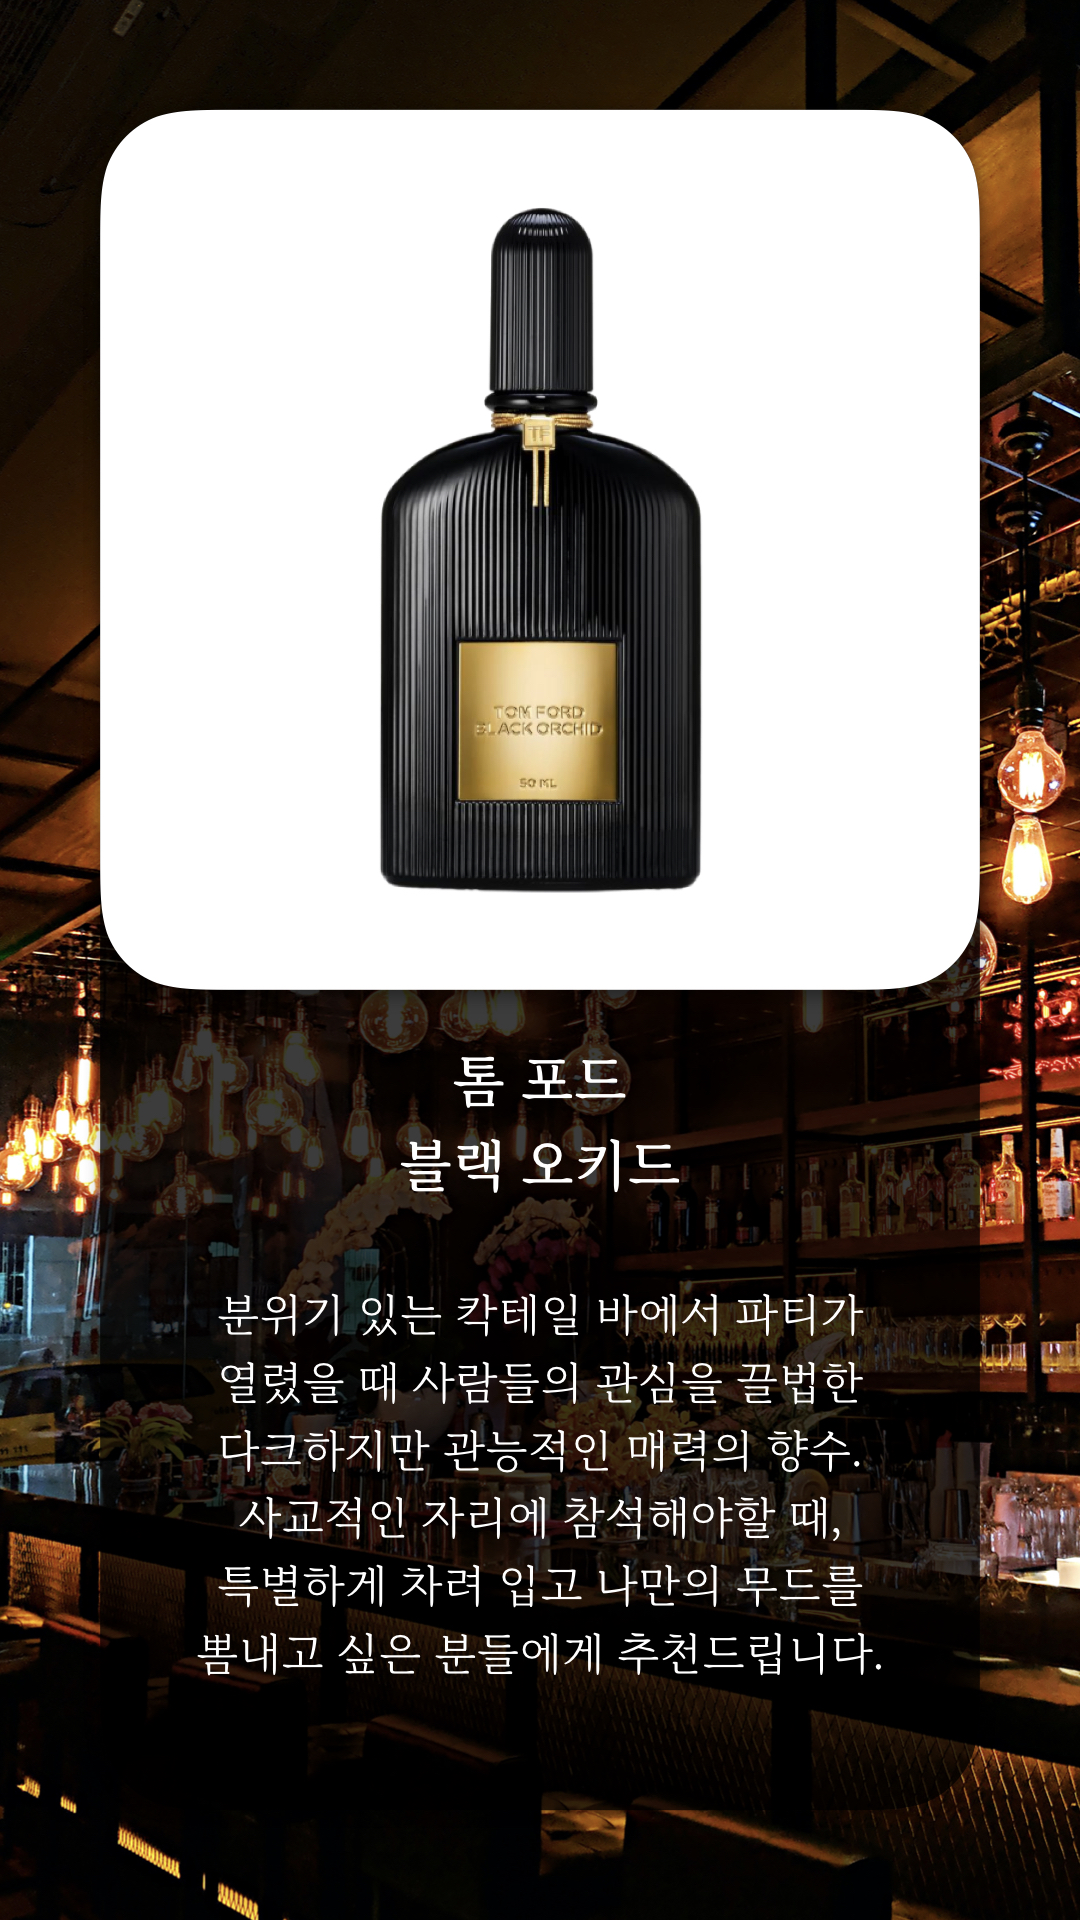 TF
TOM FORD
BLACK ORCHID
50 ML
톰 포드
블랙 오키드
분위기 있는 칵테일 바에서 파티가
열렸을 때 사람들의 관심을 끌법한
다크하지만 관능적인 매력의 향수.
사교적인 자리에 참석해야할 때,
특별하게 차려 입고 나만의 무드를
뽐내고 싶은 분들에게 추천드립니다.